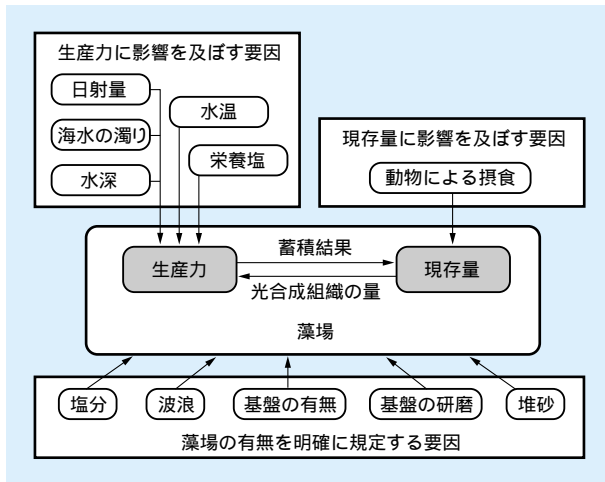 生産力に影響を及ぼす要因
日射量
水温
海水の濁り
栄養塩
水深
現存量に影響を及ぼす要因
動物による摂食
蓄積結果
生産力
現存量
光合成組織の量
藻場
塩分
波浪
基盤の有無
基盤の研磨
堆砂
藻場の有無を明確に規定する要因